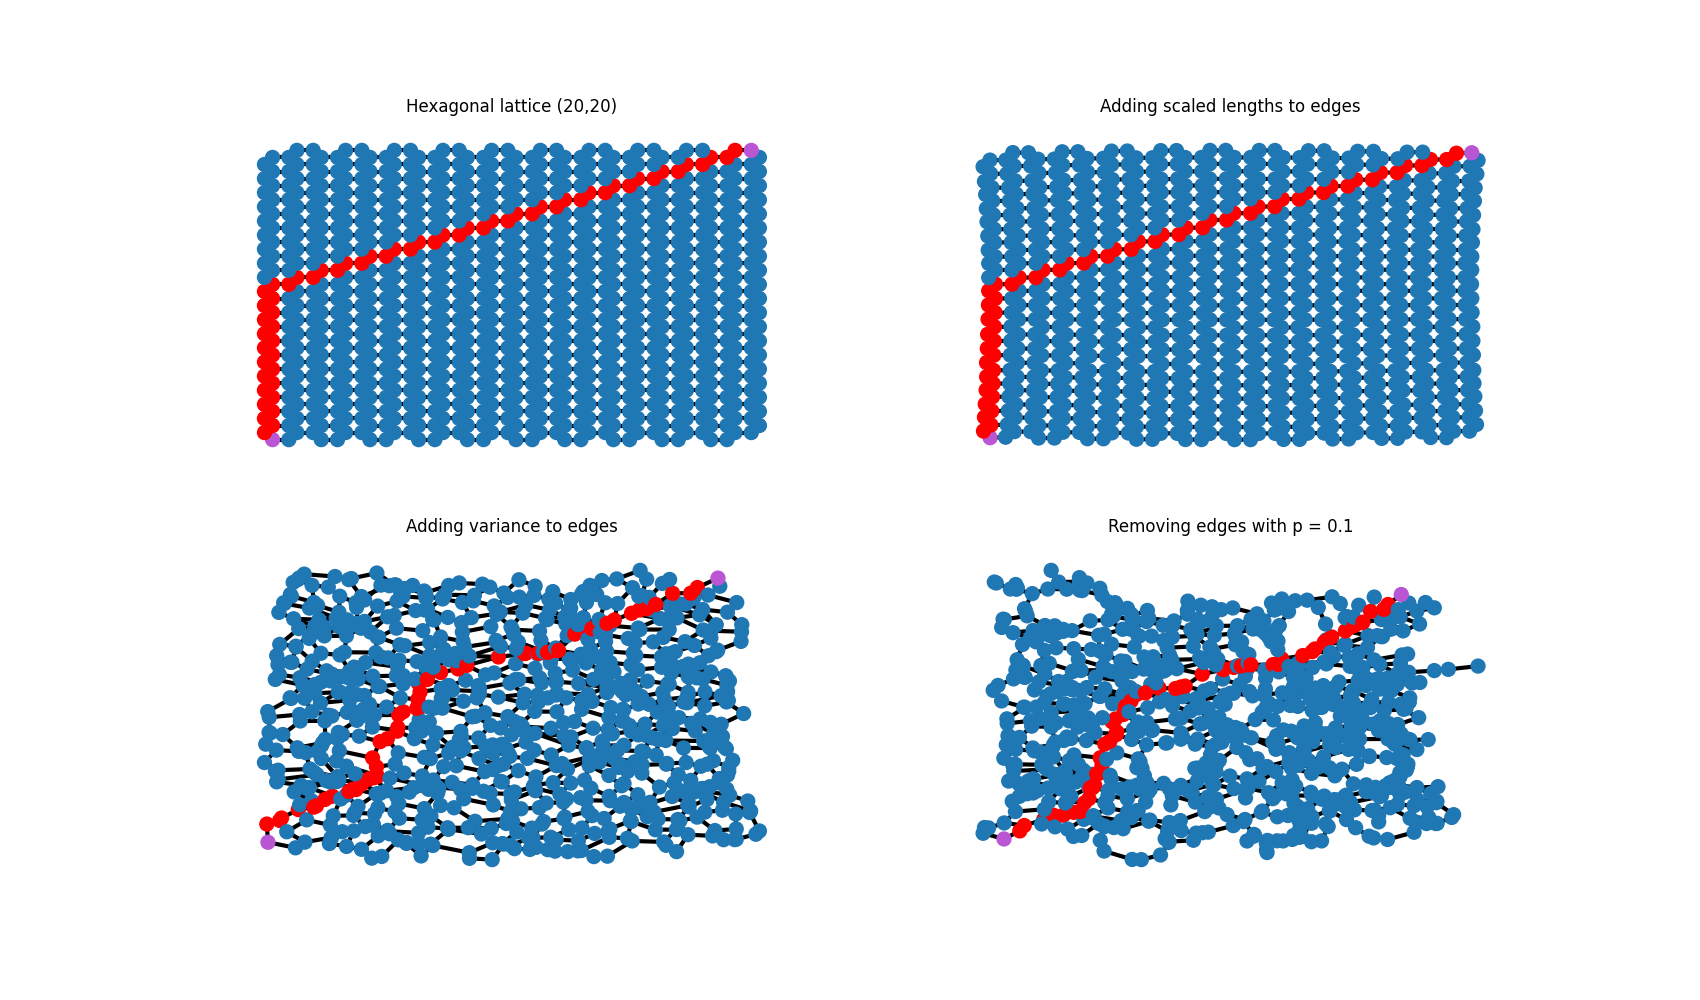 Hexagonal lattice (20,20)
Adding scaled lengths to edges
Adding variance to edges
Removing edges with p = 0.1